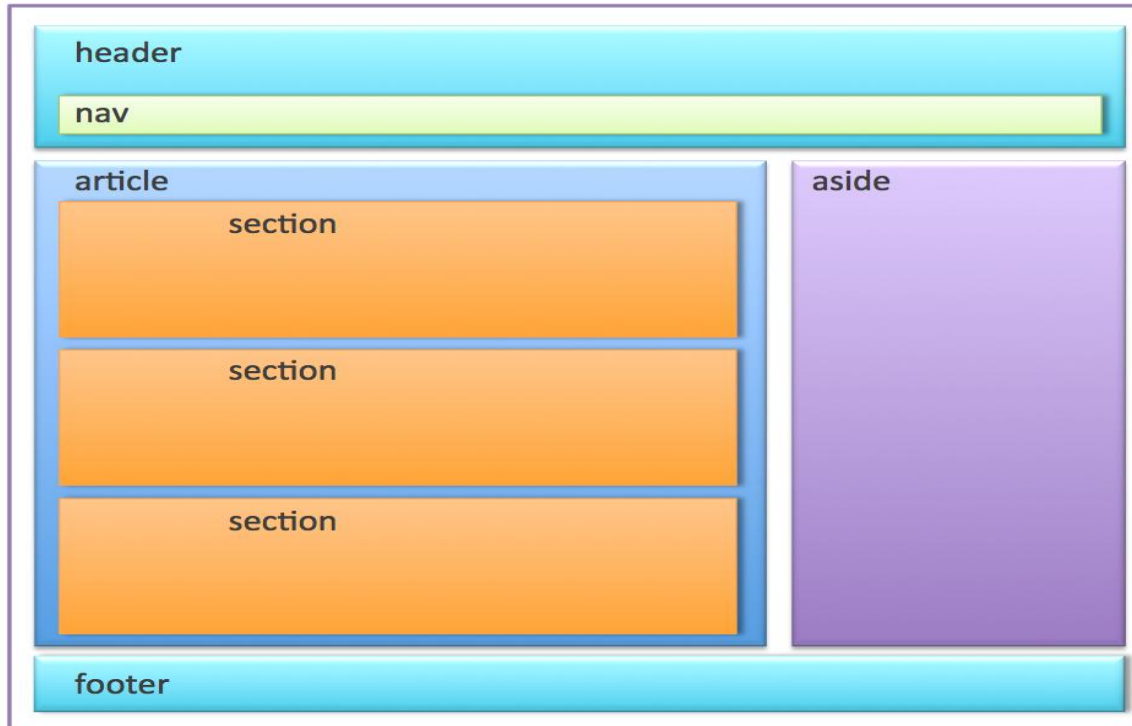 header
nav
article
section
section
section
aside
footer